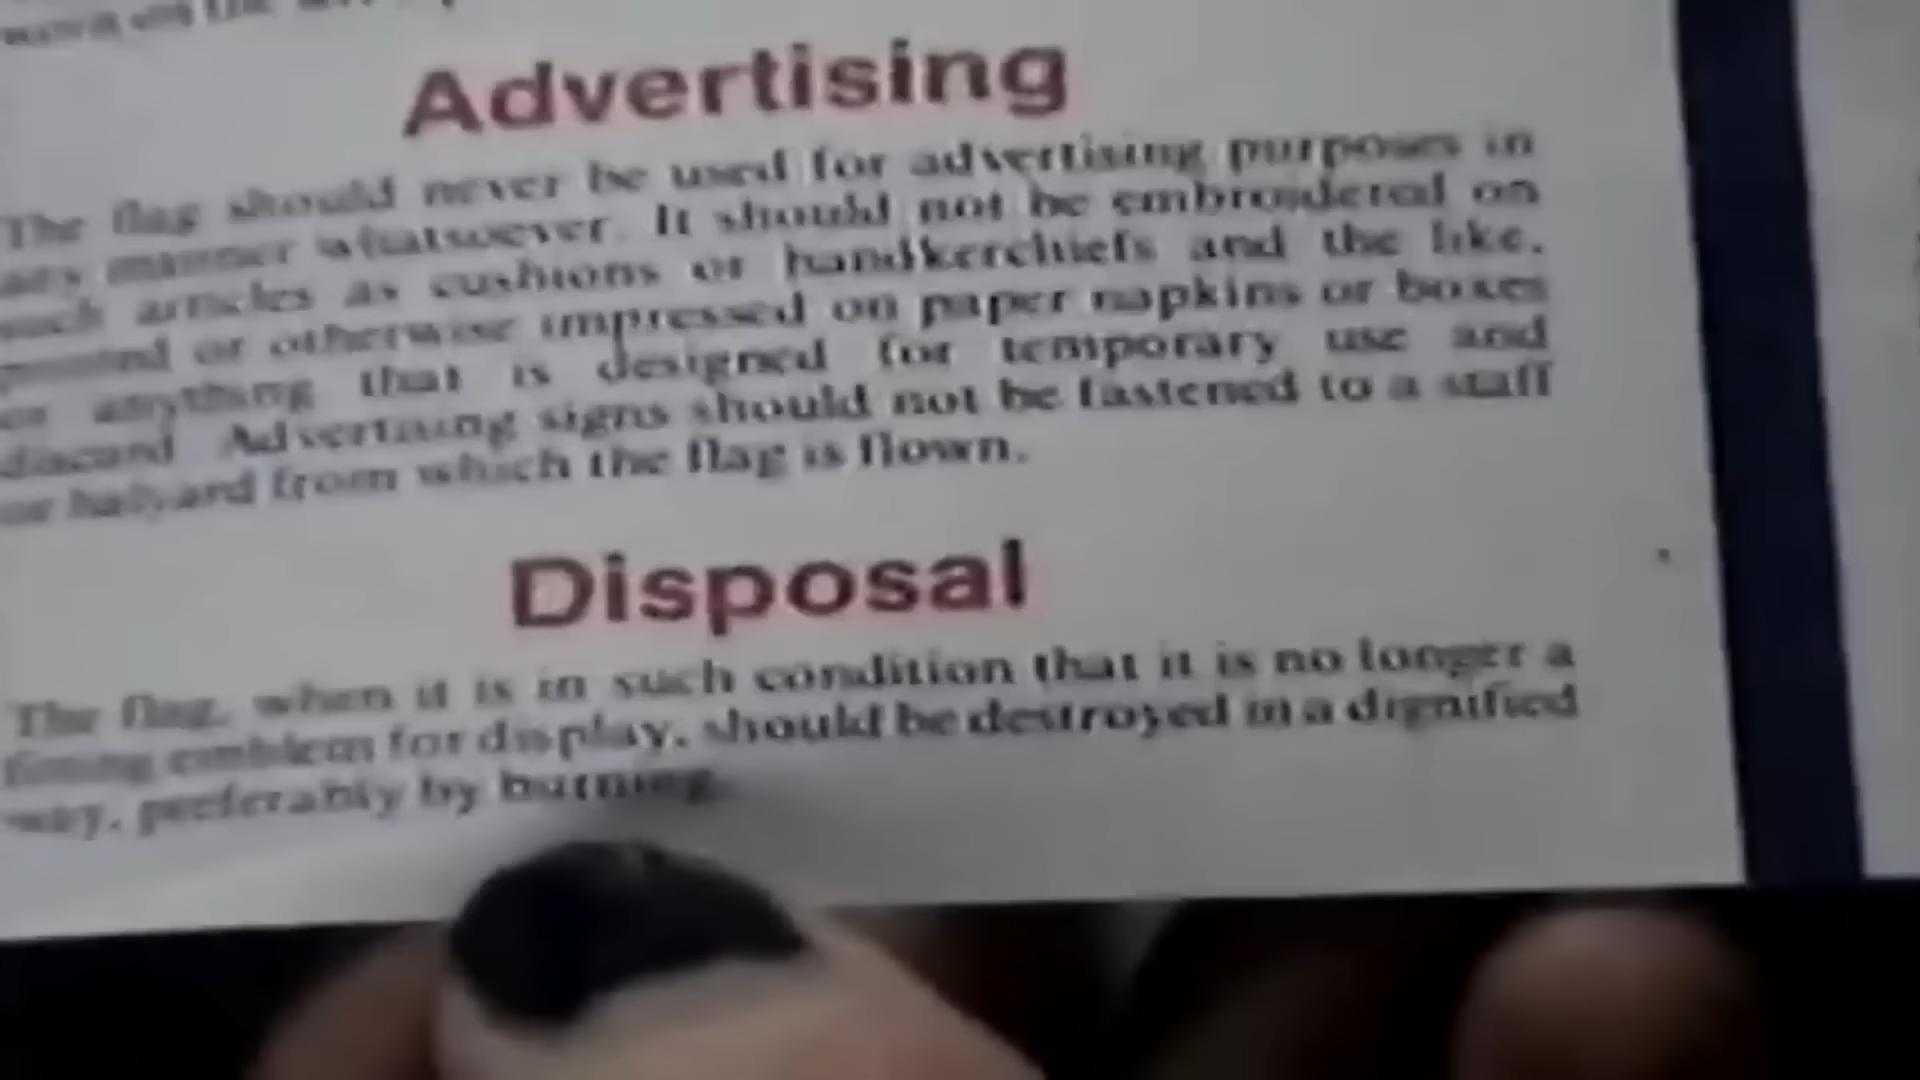 Advertising
The flag should never be used for advertising purposes in
any manner whatsoever. It should not be embroidered on
such articles as cushions or handkerchiefs and the like,
printed or otherwise impressed on paper napkins or boxes
or anything that is designed for temporary use and
discard. Advertising signs should not be fastened to a staff
or halyard from which the flag is flown.
Disposal
The flag, when it is in such condition that it is no longer a
fitting emblem for display, should be destroyed in a dignified
way, preferably by burning.